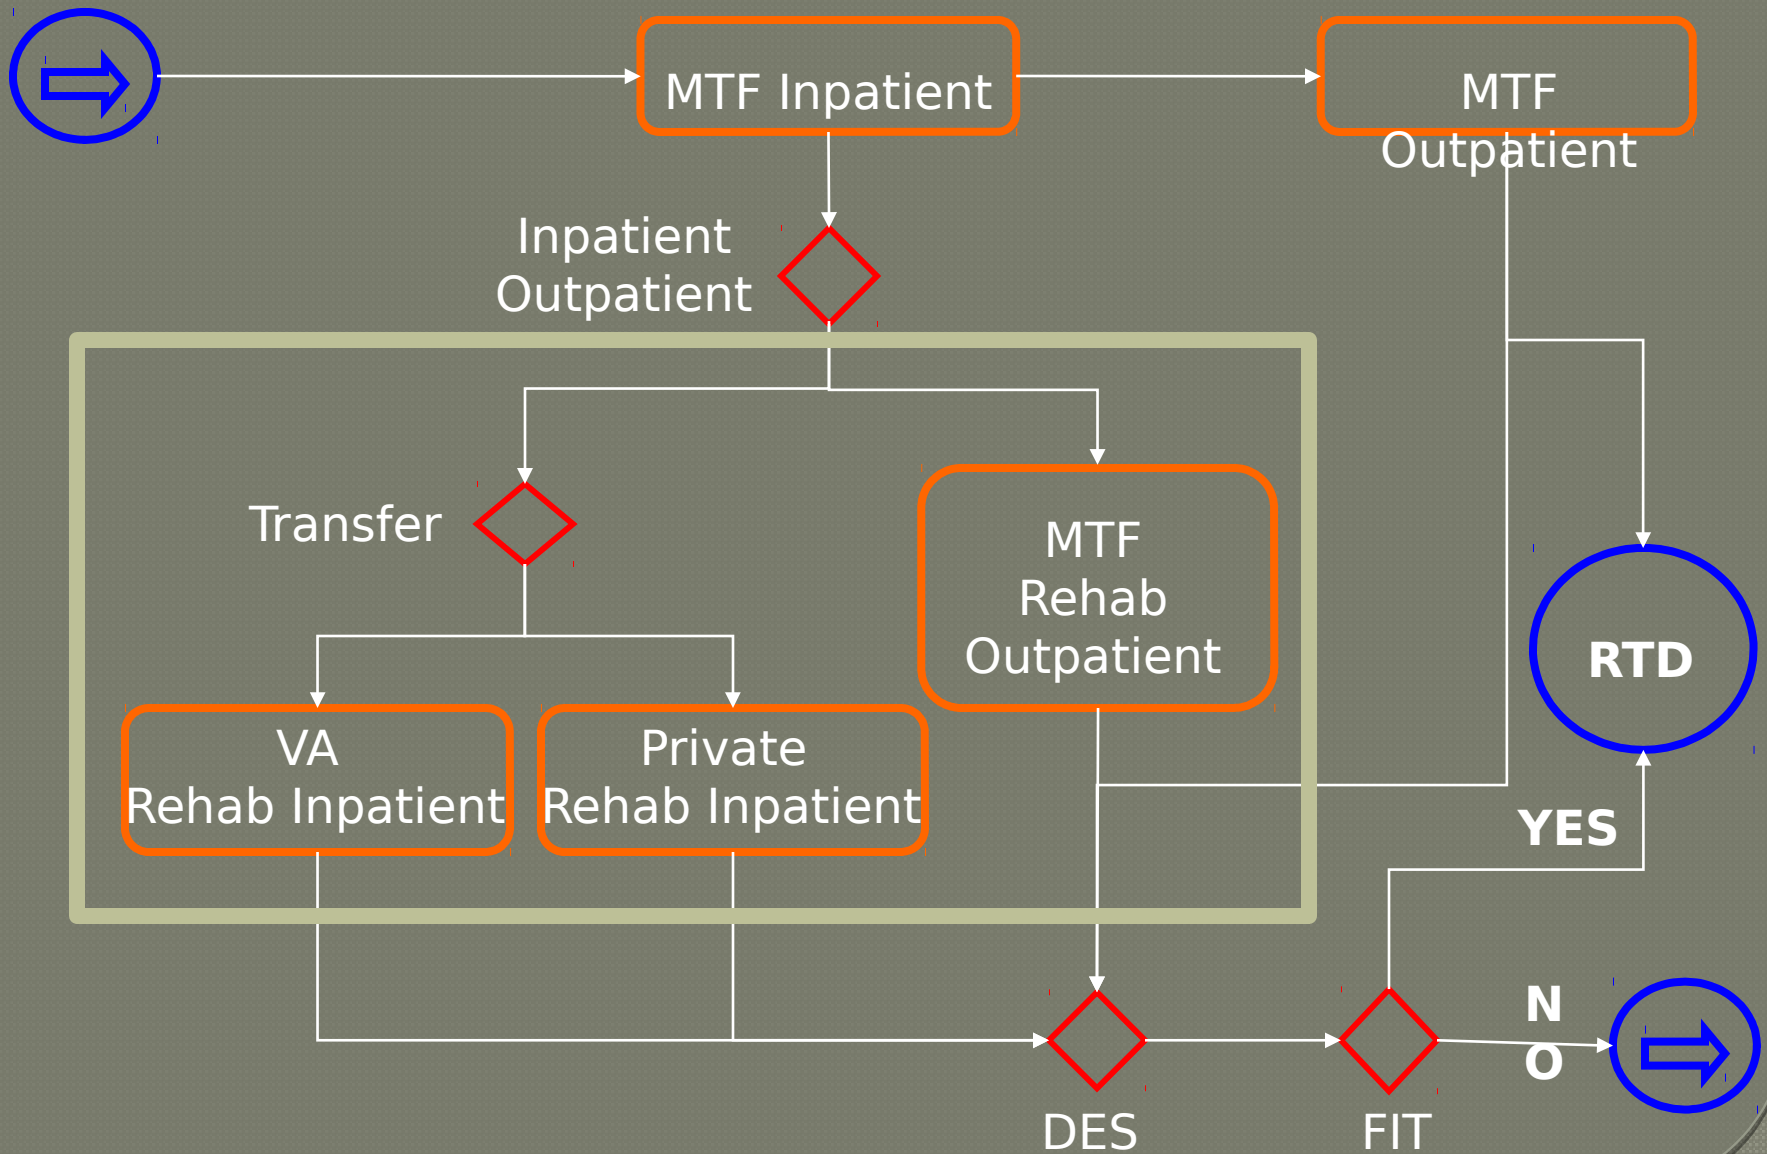 MTF Inpatient
MTF
Outpatient
Inpatient
Outpatient
Transfer
MTF
Rehab
Outpatient
RTD
VA
Rehab Inpatient
Private
Rehab Inpatient
YES
N
O
DES
FIT